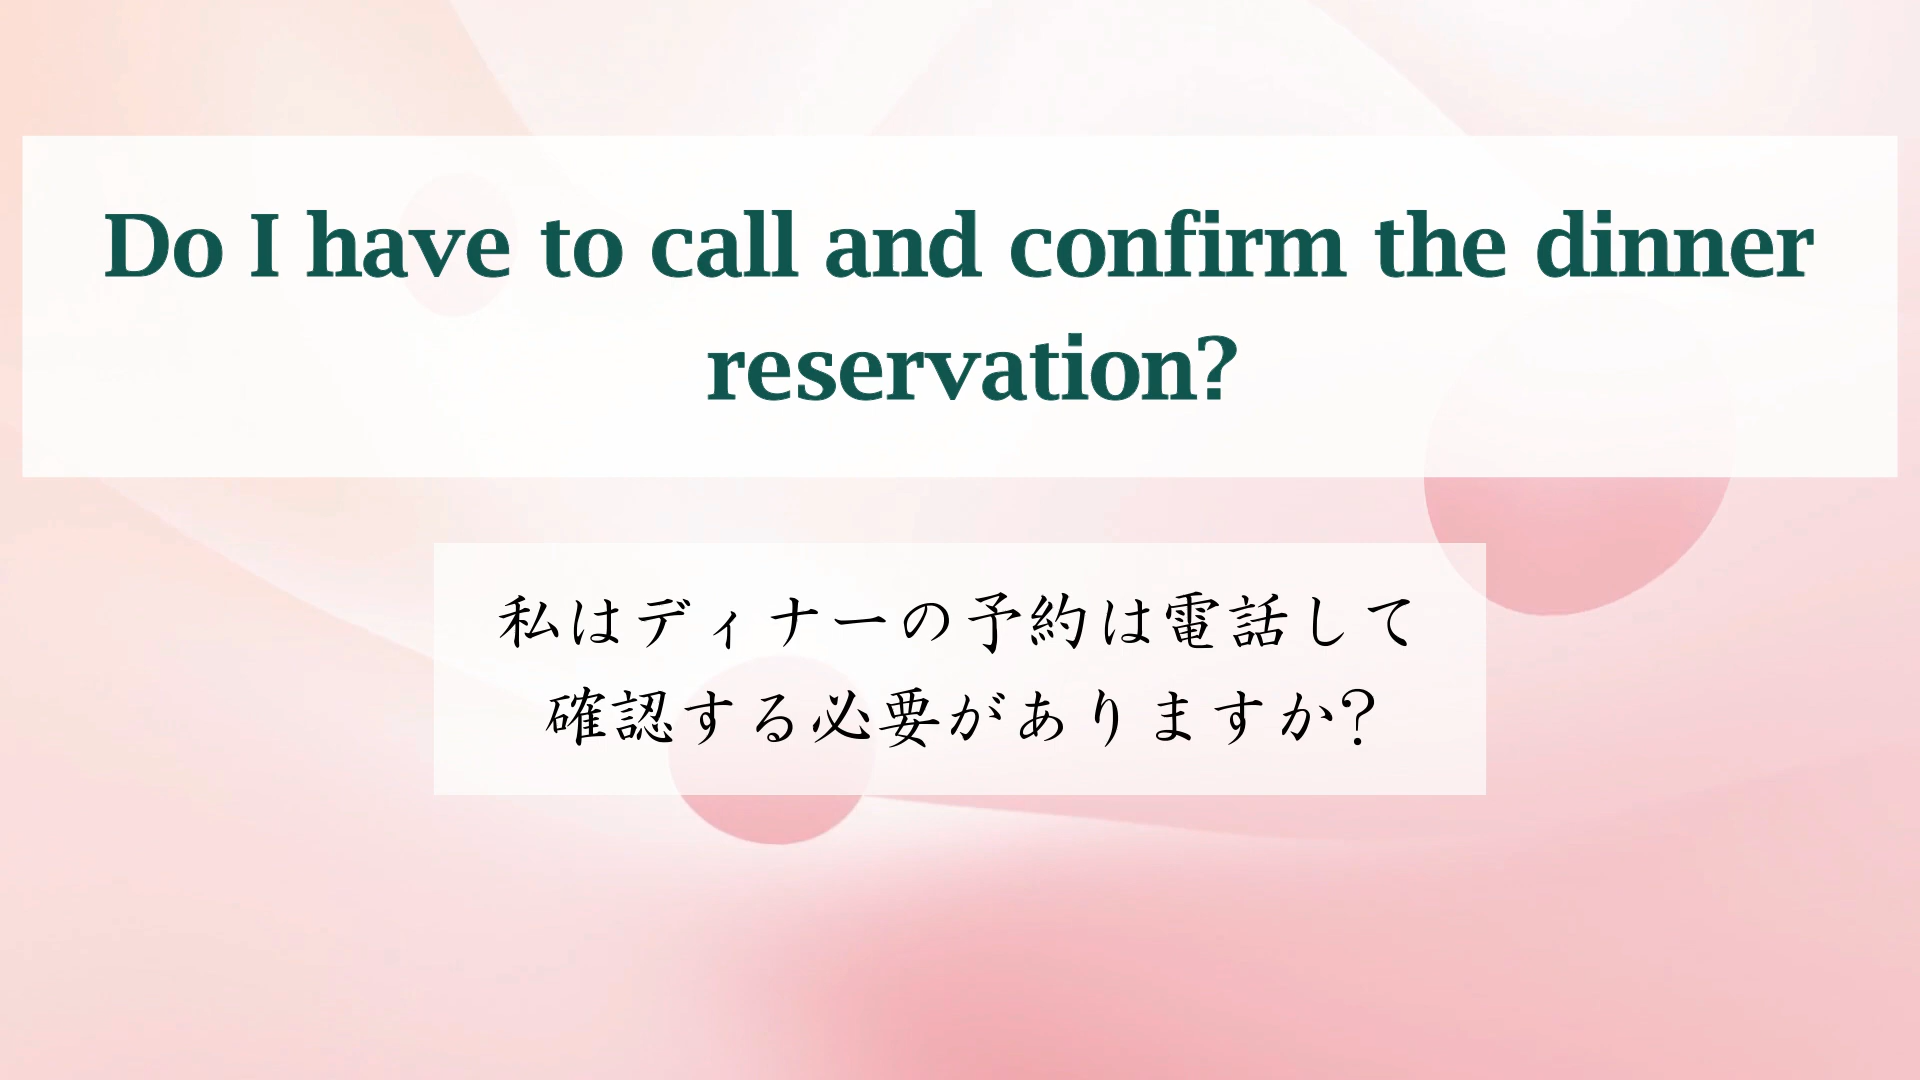 Do I have to call and confirm the dinner
reservation?
私はディナーの予約は電話して
確認する必要がありますか?